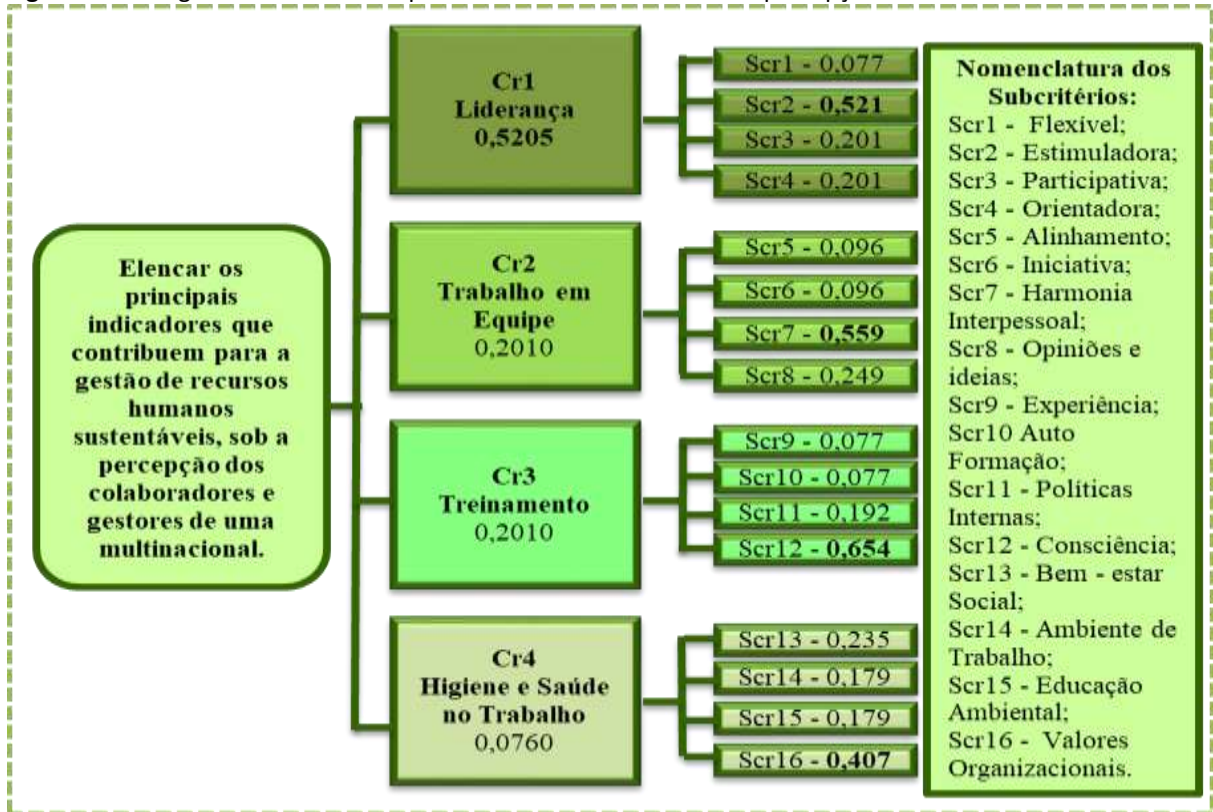 Elencar os
principais
indicadores que
contribuem para a
gestão de recursos
humanos
sustentáveis, sob a
percepção dos
colaboradores e
gestores de uma
multinacional.
Cr1
Liderança
0,5205
Scr1 - 0,077
Scr2 - 0,521
Scr3 - 0,201
Scr4 - 0,201
Cr2
Trabalho em
Equipe
0,2010
Scr5 - 0,096
Scr6 - 0,096
Scr7 - 0,559
Scr8 - 0,249
Cr3
Treinamento
0,2010
Scr9 - 0,077
Scr10 - 0,077
Scr11 - 0,192
Scr12 - 0,654
Cr4
Higiene e Saúde
no Trabalho
0,0760
Scr13 - 0,235
Scr14 - 0,179
Scr15 - 0,179
Scr16 - 0,407
Nomenclatura dos
Subcritérios:
Scr1 - Flexível;
Scr2 - Estimuladora;
Scr3 - Participativa;
Scr4 - Orientadora;
Scr5 - Alinhamento;
Scr6 - Iniciativa;
Scr7 - Harmonia
Interpessoal;
Scr8 - Opiniões e
ideias;
Scr9 - Experiência;
Scr10 Auto
Formação;
Scr11 - Políticas
Internas;
Scr12 - Consciência;
Scr13 - Bem - estar
Social;
Scr14 - Ambiente de
Trabalho;
Scr15 - Educação
Ambiental;
Scr16 - Valores
Organizacionais.